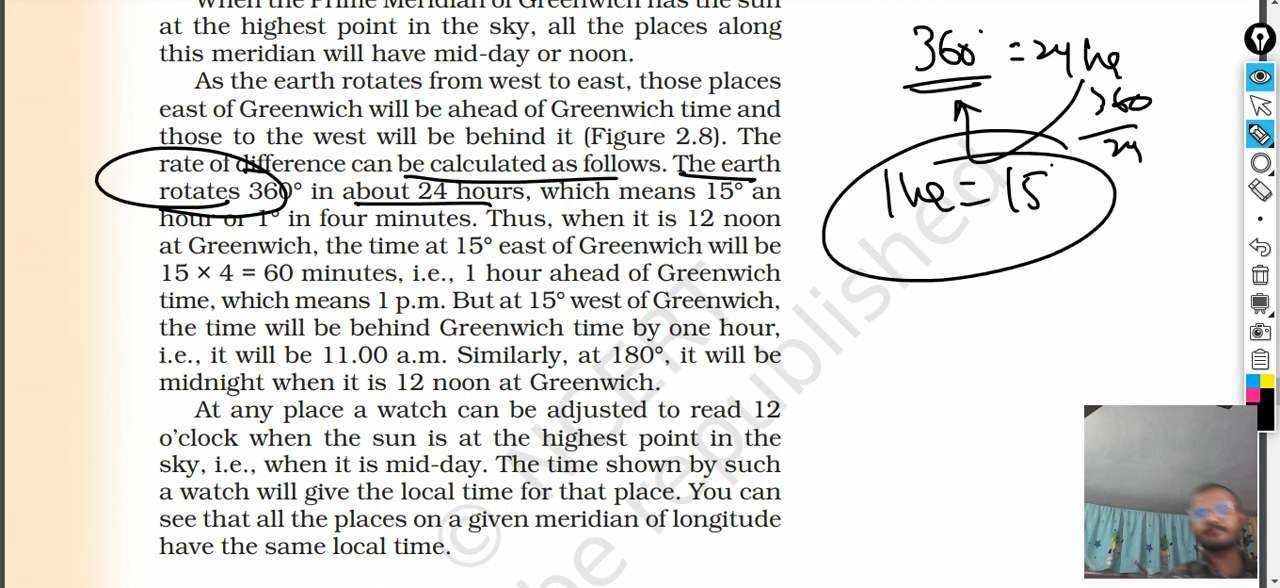 When the Prime Meridian of Greenwich has the sun
at the highest point in the sky, all the places along
this meridian will have mid-day or noon.
As the earth rotates from west to east, those places
east of Greenwich will be ahead of Greenwich time and
those to the west will be behind it (Figure 2.8). The
rate of difference can be calculated as follows. The earth
rotates 360° in about 24 hours, which means 15° an
hour or 1° in four minutes. Thus, when it is 12 noon
at Greenwich, the time at 15° east of Greenwich will be
15 × 4 = 60 minutes, i.e., 1 hour ahead of Greenwich
time, which means 1 p.m. But at 15° west of Greenwich,
the time will be behind Greenwich time by one hour,
i.e., it will be 11.00 a.m. Similarly, at 180°, it will be
midnight when it is 12 noon at Greenwich.
At any place a watch can be adjusted to read 12
o'clock when the sun is at the highest point in the
sky, i.e., when it is mid-day. The time shown by such
a watch will give the local time for that place. You can
see that all the places on a given meridian of longitude
have the same local time.
360° = 24 hr
360
24
1 hr = 15°
© NCERT
be republished